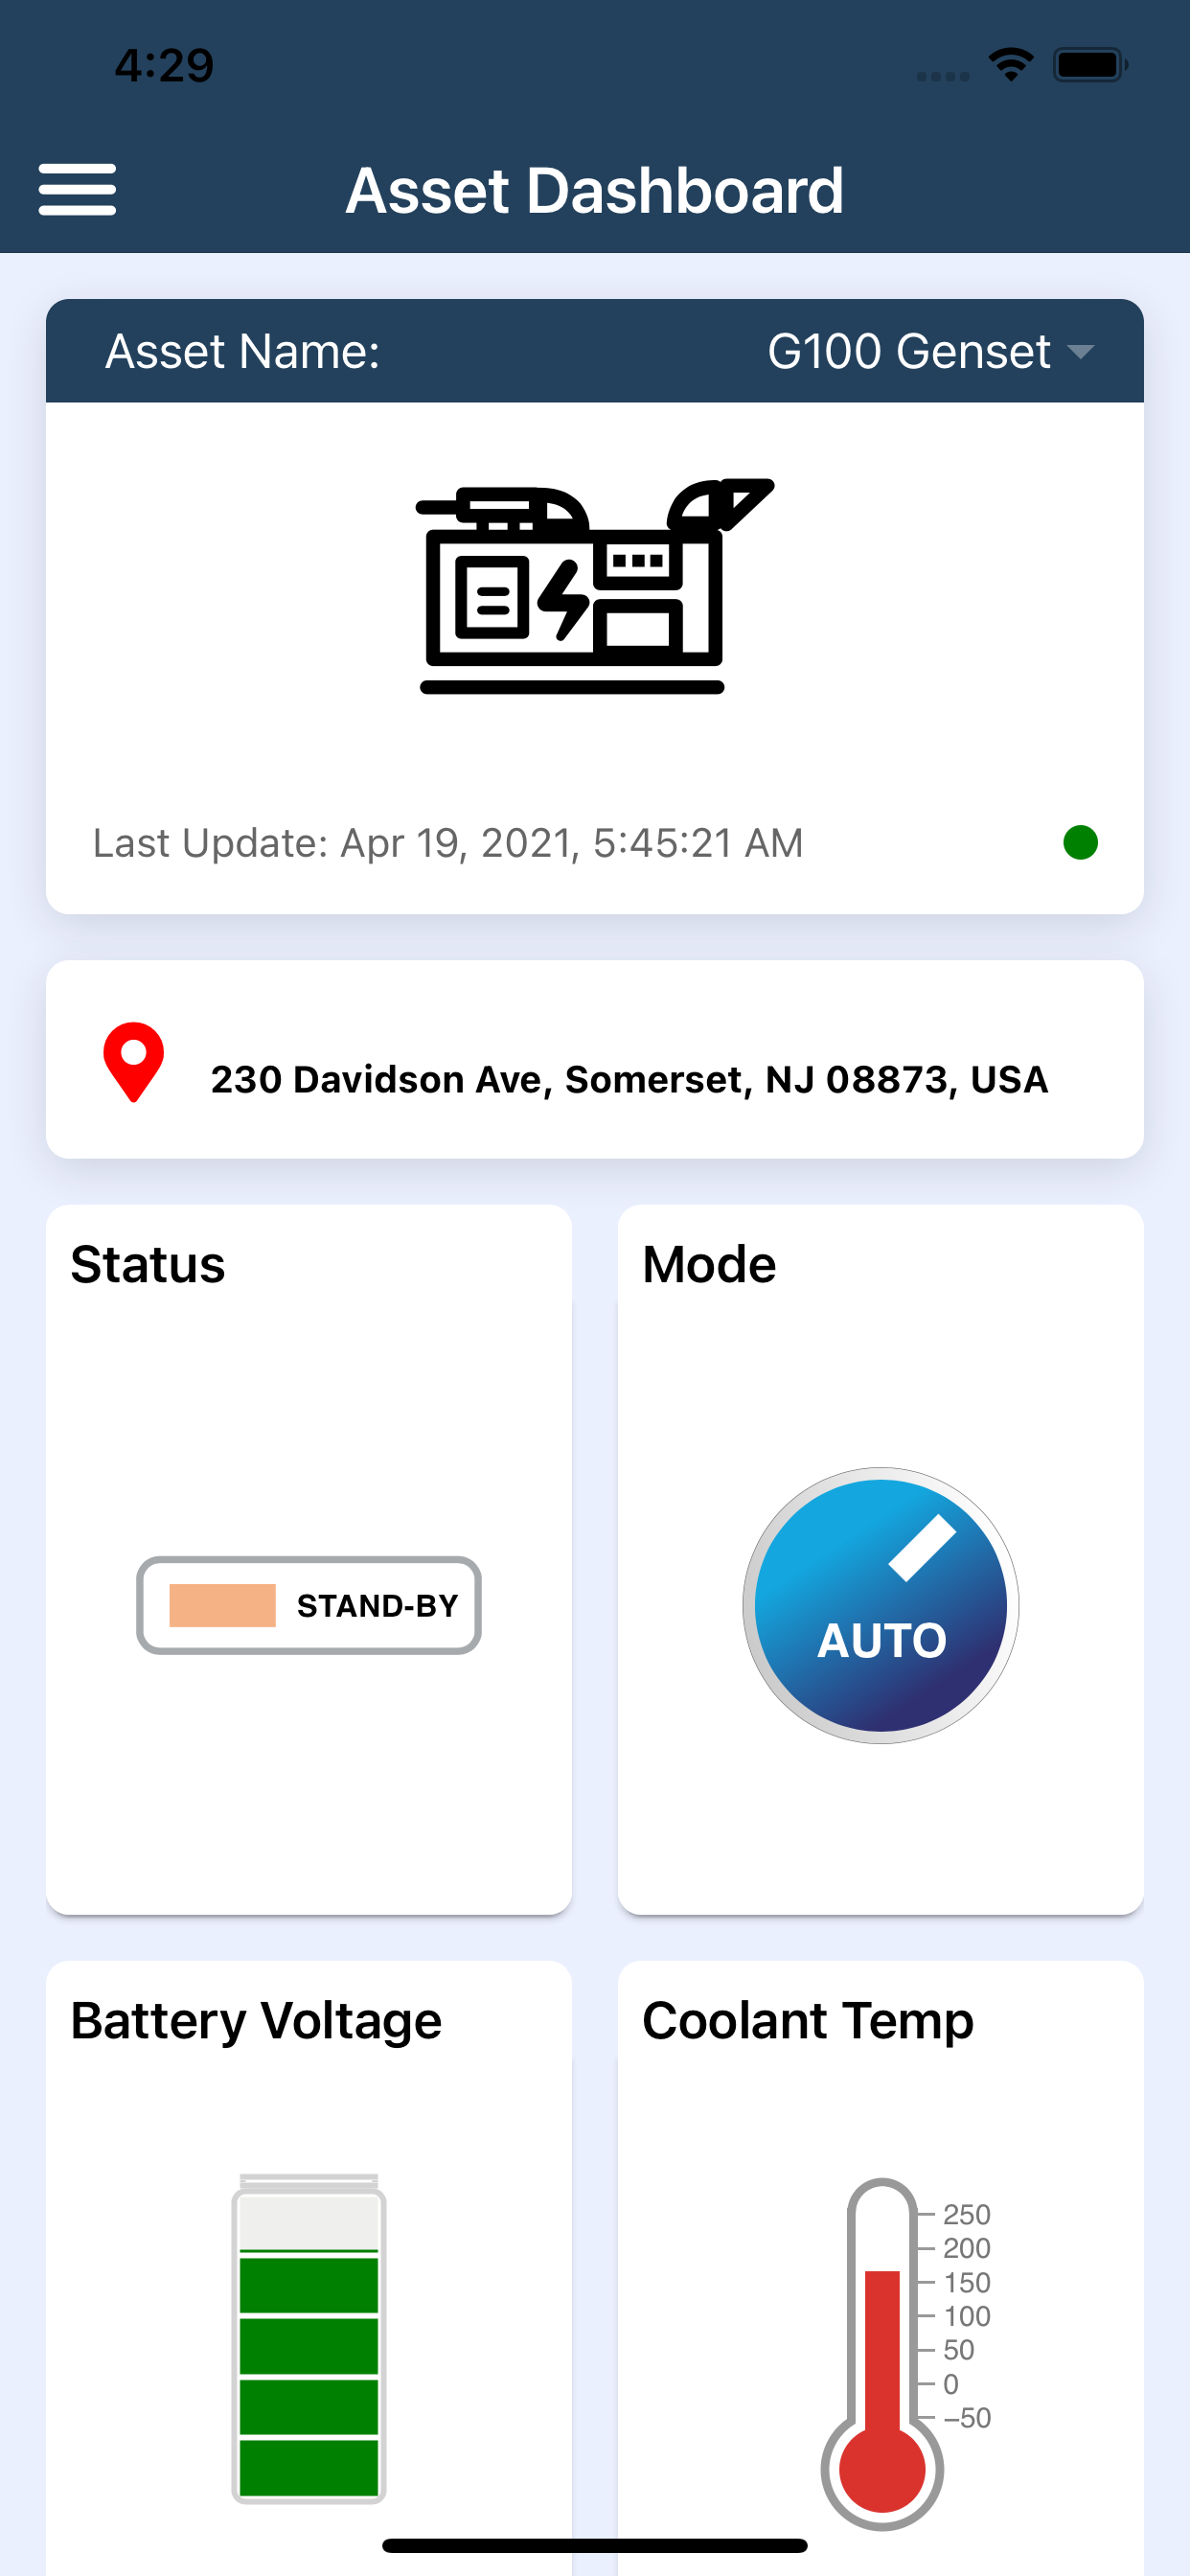 4:29
Asset Dashboard
Asset Name: G100 Genset
Last Update: Apr 19, 2021, 5:45:21 AM
230 Davidson Ave, Somerset, NJ 08873, USA
Status
Mode
STAND-BY
AUTO
Battery Voltage
Coolant Temp
250
200
150
100
50
0
−50